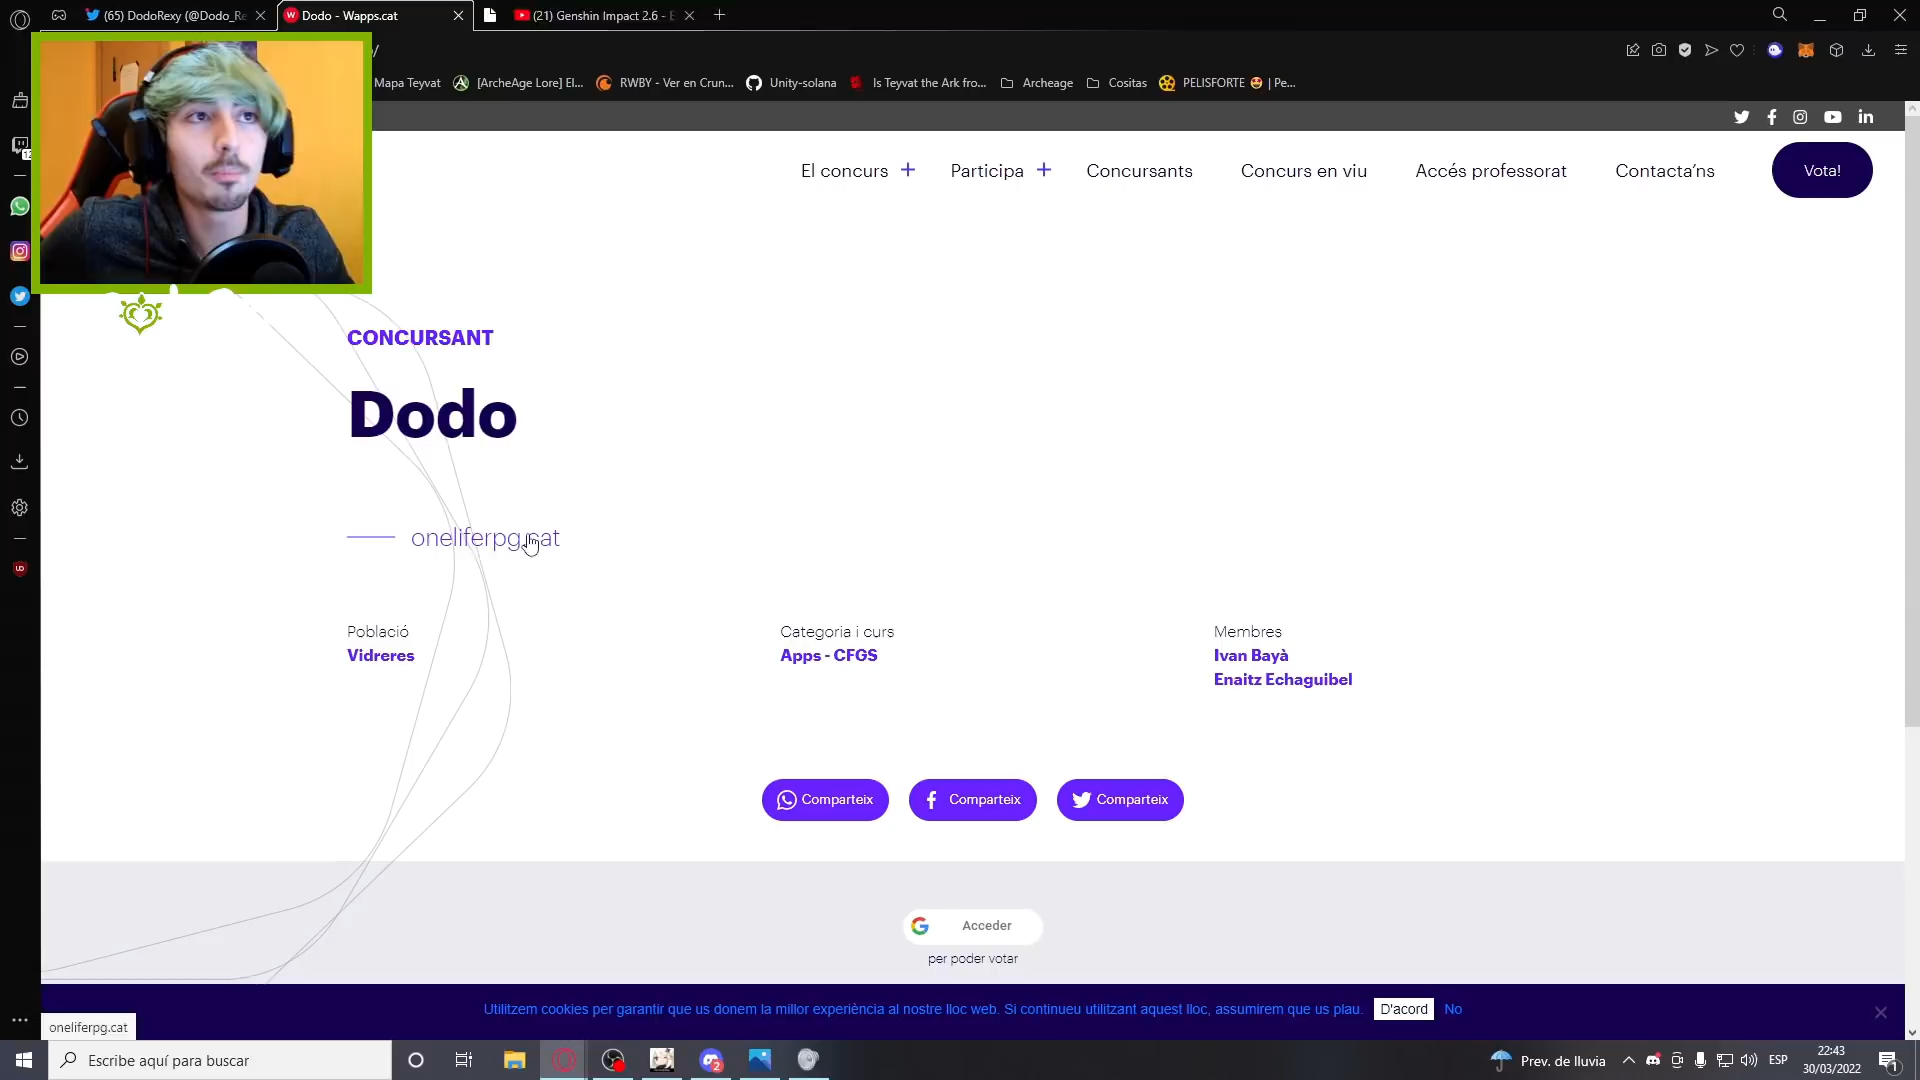 (65) DodoRexy (@Dodo_Re
Dodo - Wapps.cat
(21) Genshin Impact 2.6 - E
Mapa Teyvat
[ArcheAge Lore] El...
RWBY - Ver en Crun...
Unity-solana
Is Teyvat the Ark fro...
Archeage
Cositas
PELISFORTE 😍 | Pe...
El concurs +
Participa +
Concursants
Concurs en viu
Accés professorat
Contacta’ns
Vota!
CONCURSANT
Dodo
oneliferpg.cat
Població
Vidreres
Categoria i curs
Apps - CFGS
Membres
Ivan Bayà
Enaitz Echaguibel
Comparteix
Comparteix
Comparteix
Acceder
per poder votar
Utilitzem cookies per garantir que us donem la millor experiència al nostre lloc web. Si continueu utilitzant aquest lloc, assumirem que us plau.
D'acord
No
oneliferpg.cat
Escribe aquí para buscar
Prev. de lluvia
ESP
22:43
30/03/2022